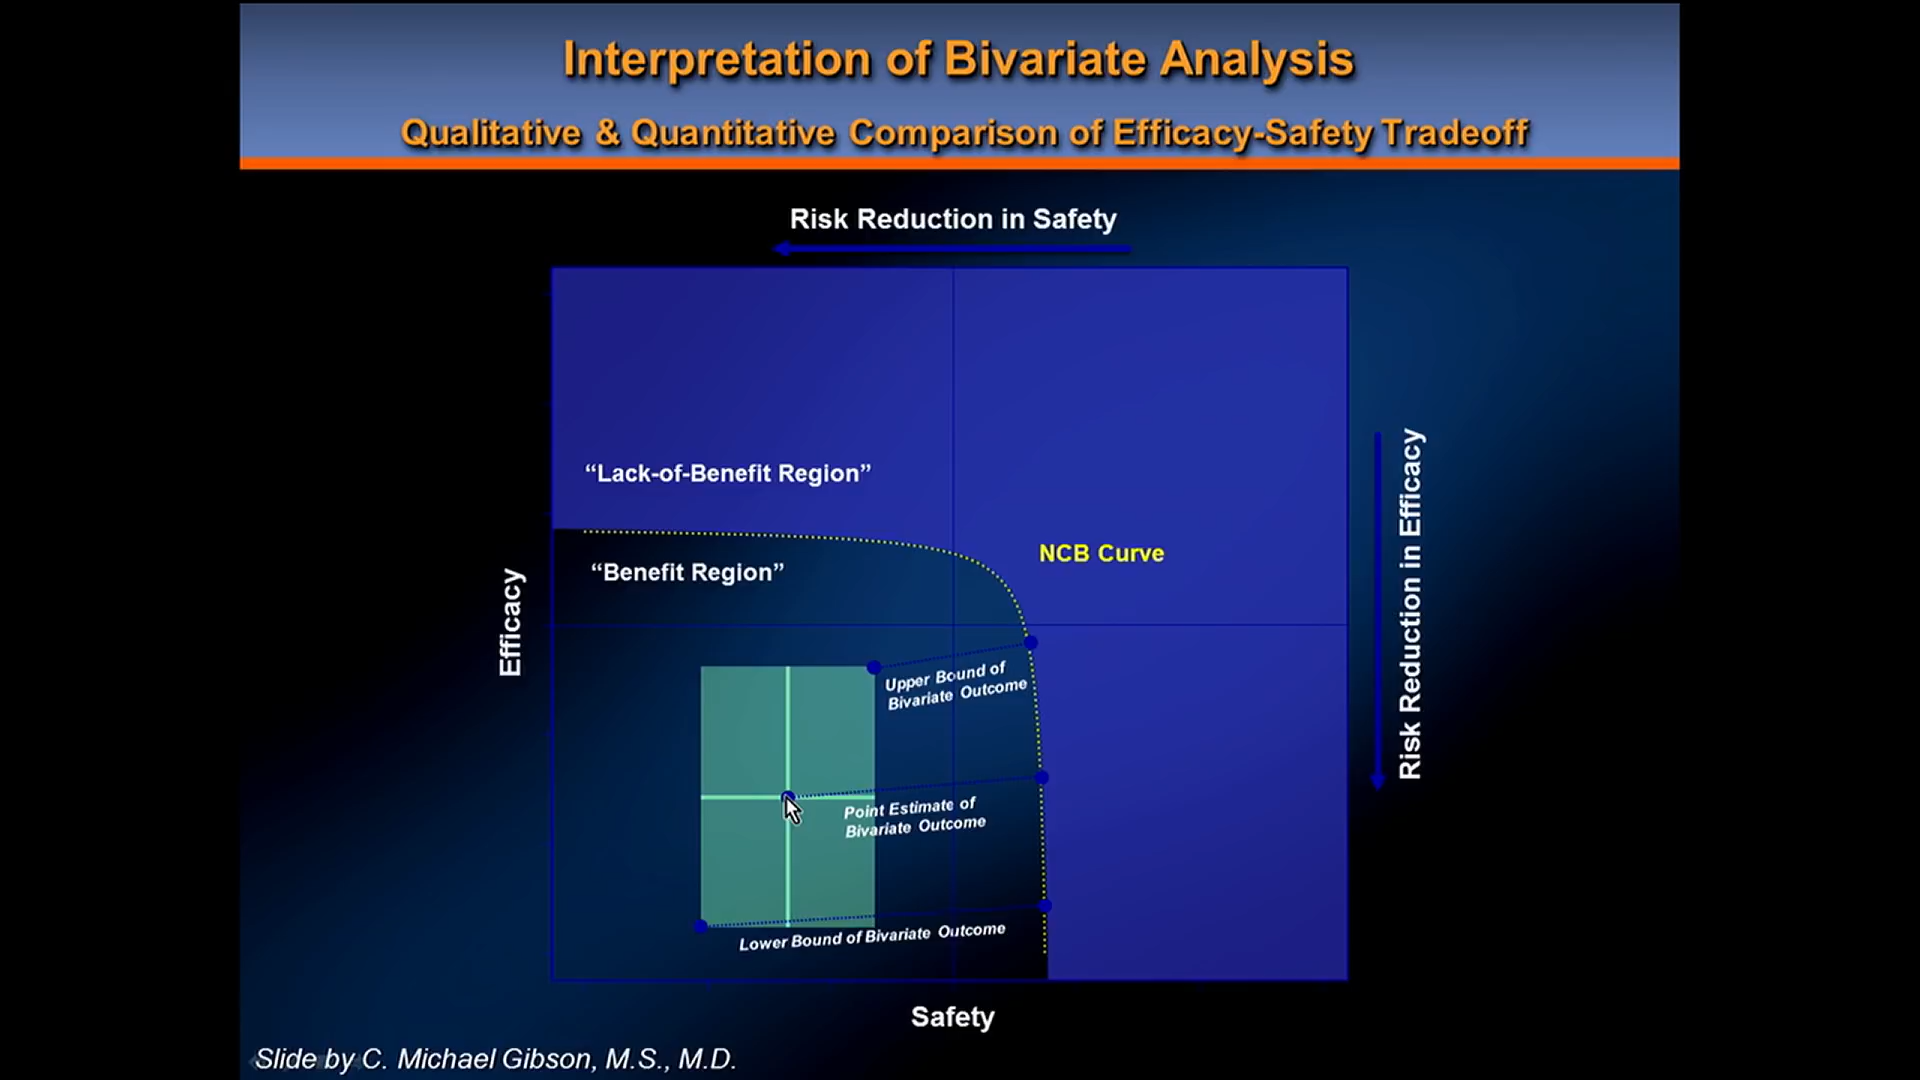 Interpretation of Bivariate Analysis
Qualitative & Quantitative Comparison of Efficacy-Safety Tradeoff
Risk Reduction in Safety
“Lack-of-Benefit Region”
NCB Curve
“Benefit Region”
Efficacy
Risk Reduction in Efficacy
Upper Bound of
Bivariate Outcome
Point Estimate of
Bivariate Outcome
Lower Bound of Bivariate Outcome
Safety
Slide by C. Michael Gibson, M.S., M.D.